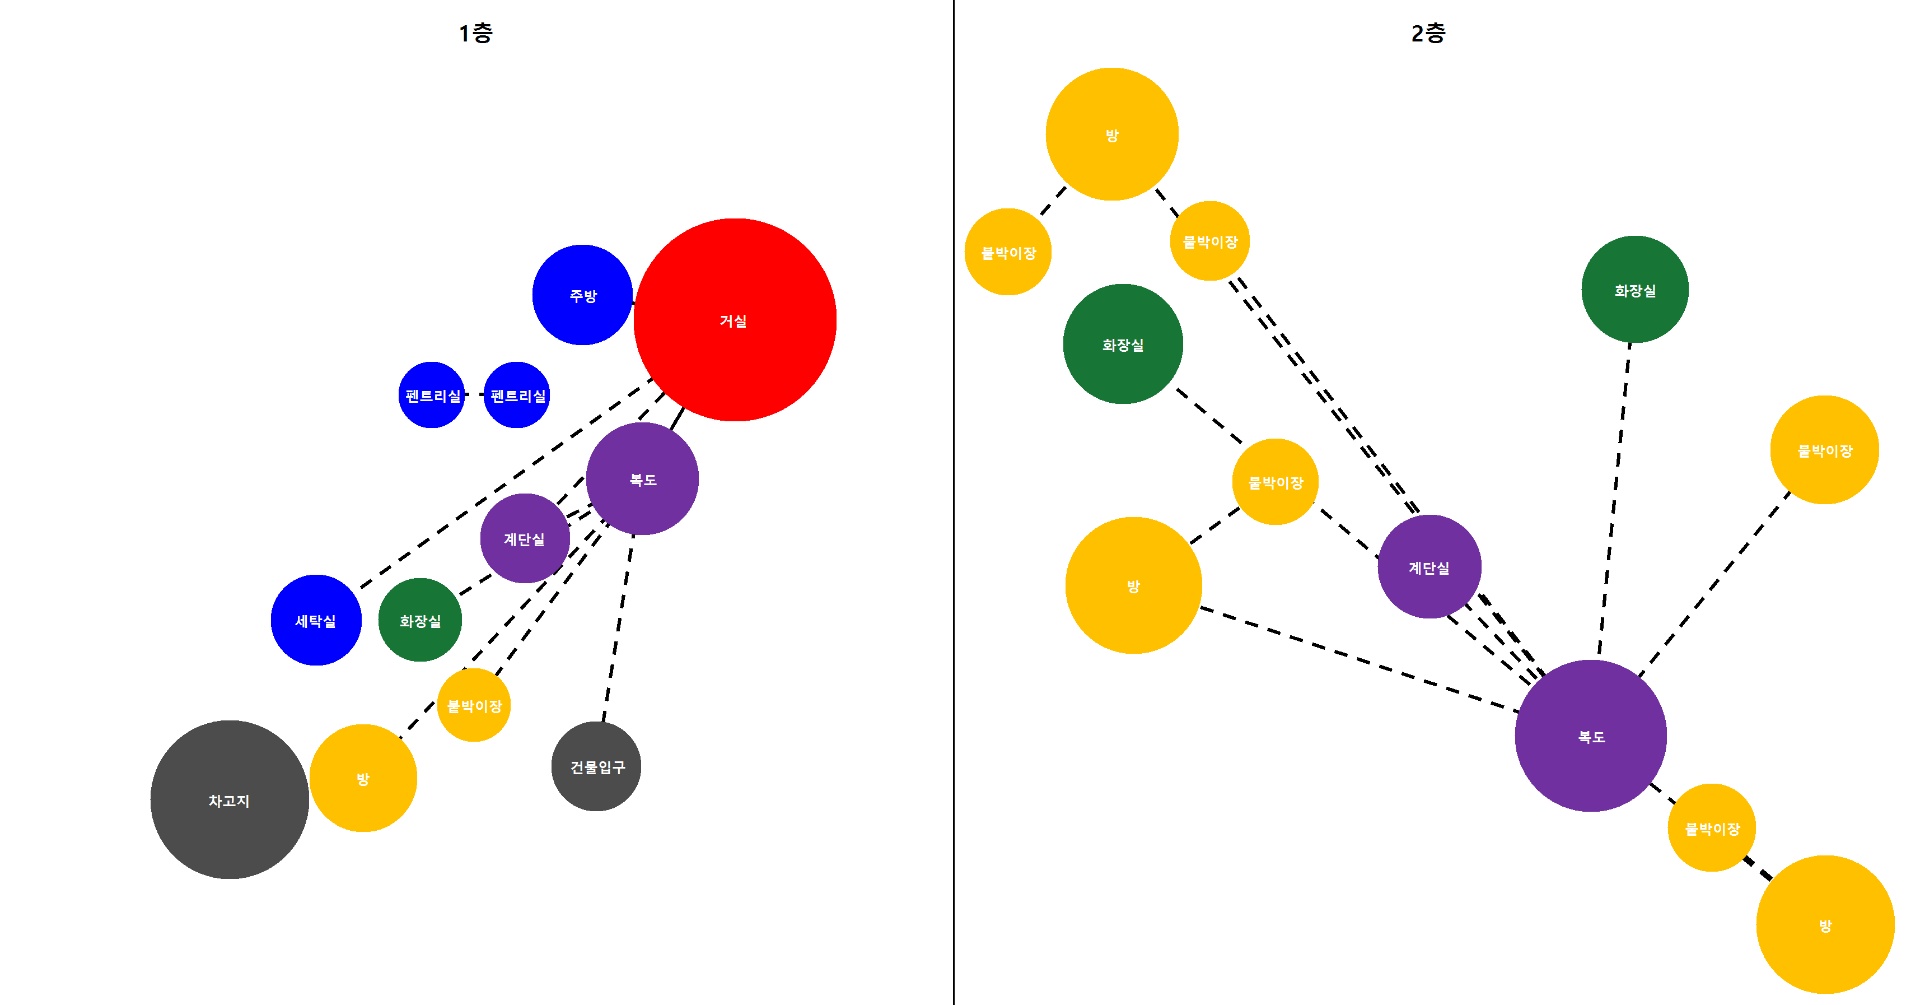 1층
주방
거실
펜트리실
펜트리실
복도
계단실
세탁실
화장실
붙박이장
건물입구
차고지
방
2층
방
붙박이장
붙박이장
화장실
화장실
붙박이장
붙박이장
계단실
방
복도
붙박이장
방